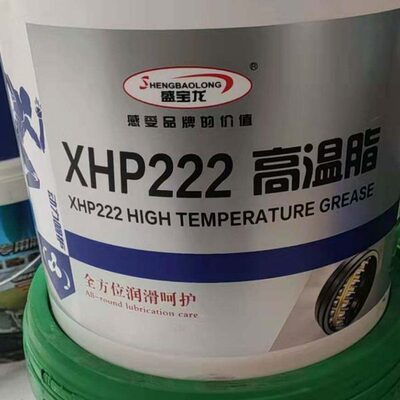 SHENGBAOLONG
盛宝龙
®
感受品牌的价值
XHP222 高温脂
XHP222 HIGH TEMPERATURE GREASE
全方位润滑呵护
All-round lubrication care